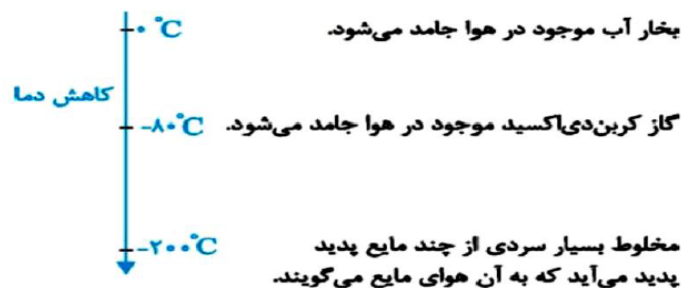 ۰°C بخار آب موجود در هوا جامد می‌شود.
کاهش دما
-۸۰°C گاز کربن‌دی‌اکسید موجود در هوا جامد می‌شود.
-۲۰۰°C مخلوط بسیار سردی از چند مایع پدید
پدید می‌آید که به آن هوای مایع می‌گویند.